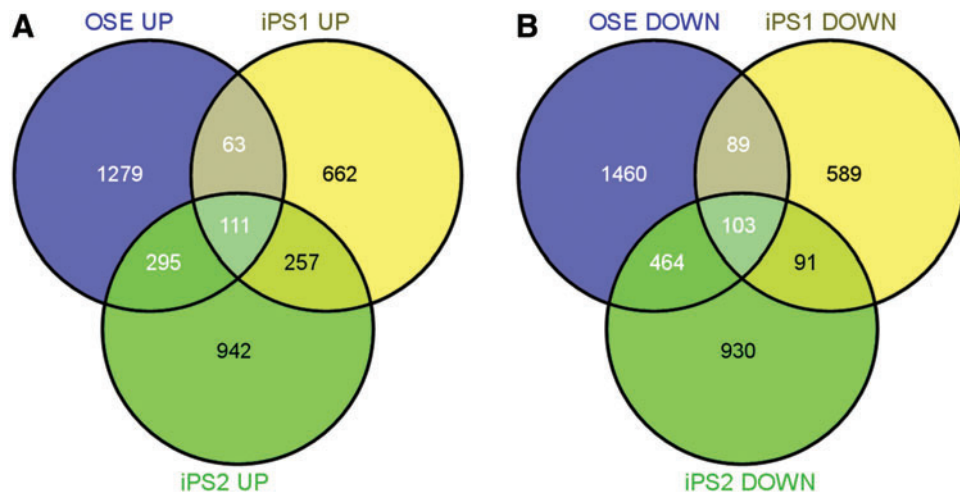 A
OSE UP
iPS1 UP
63
1279
662
111
295
257
942
iPS2 UP
B
OSE DOWN
iPS1 DOWN
89
1460
589
103
464
91
930
iPS2 DOWN